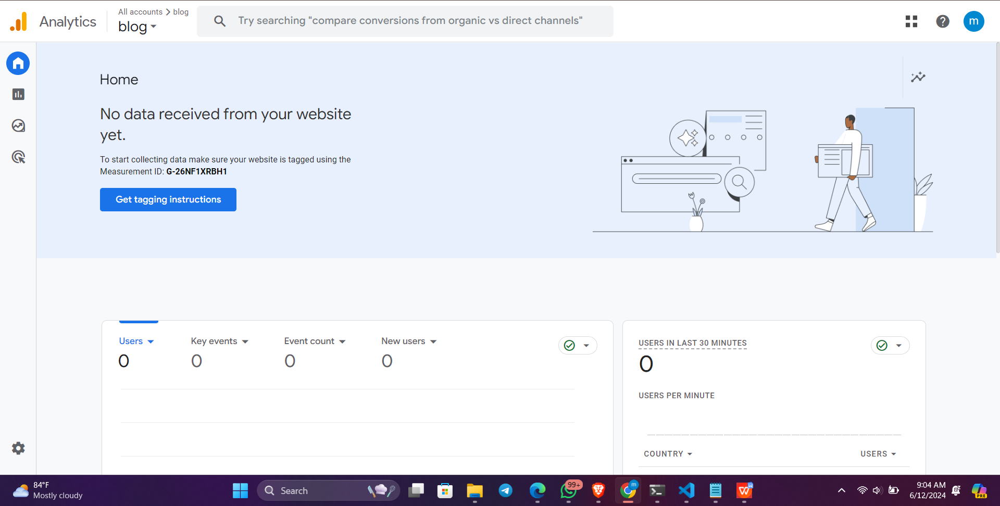 Analytics
All accounts > blog
blog
Try searching "compare conversions from organic vs direct channels"
m
Home
No data received from your website
yet.
To start collecting data make sure your website is tagged using the
Measurement ID: G-26NF1XRBH1
Get tagging instructions
Users
Key events
Event count
New users
0
0
0
0
USERS IN LAST 30 MINUTES
0
USERS PER MINUTE
COUNTRY
USERS
84°F
Mostly cloudy
Search
99+
m
W
9:04 AM
6/12/2024
PRE